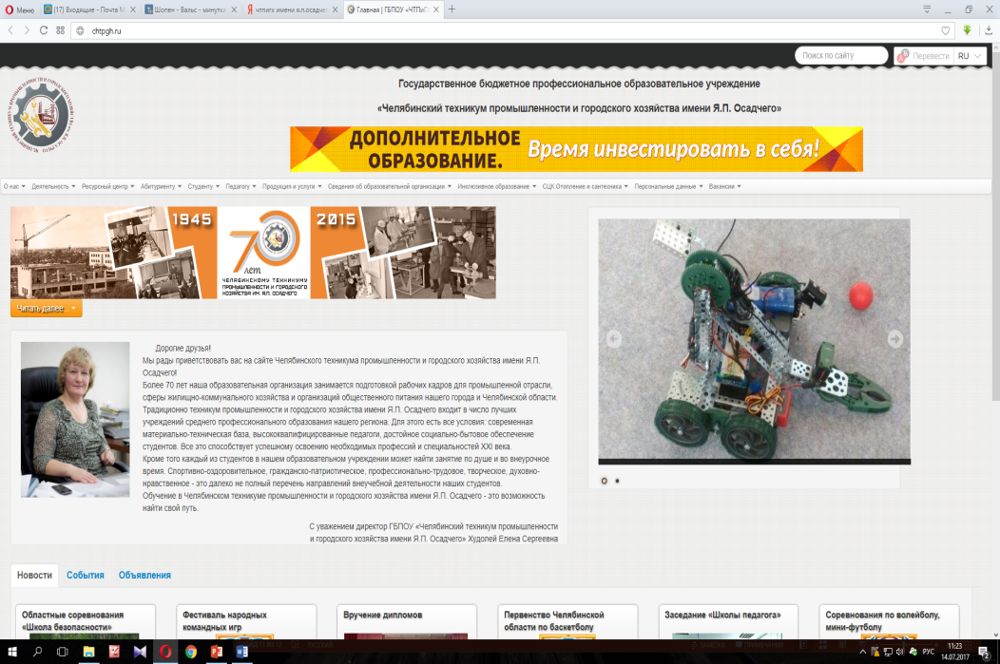 Меню
(17) Входящие - Почта M
Шопен - Вальс - минутка
чтпигх имени я.п.осадчег
Главная | ГБПОУ «ЧТПиГ
chtpgh.ru
Поиск по сайту
Перевести
RU
Государственное бюджетное профессиональное образовательное учреждение
«Челябинский техникум промышленности и городского хозяйства имени Я.П. Осадчего»
ДОПОЛНИТЕЛЬНОЕ
ОБРАЗОВАНИЕ.
Время инвестировать в себя!
О нас Деятельность Ресурсный центр Абитуриенту Студенту Педагогу Продукция и услуги Сведения об образовательной организации Инклюзивное образование СЦК Отопление и сантехника Персональные данные Вакансии
1945
70
лет
ЧЕЛЯБИНСКОМУ ТЕХНИКУМУ
ПРОМЫШЛЕННОСТИ И ГОРОДСКОГО
ХОЗЯЙСТВА ИМ. Я.П. ОСАДЧЕГО
2015
Читать далее
Дорогие друзья!
Мы рады приветствовать вас на сайте Челябинского техникума промышленности и городского хозяйства имени Я.П.
Осадчего!
Более 70 лет наша образовательная организация занимается подготовкой рабочих кадров для промышленной отрасли,
сферы жилищно-коммунального хозяйства и организаций общественного питания нашего города и Челябинской области.
Традиционно техникум промышленности и городского хозяйства имени Я.П. Осадчего входит в число лучших
учреждений среднего профессионального образования нашего региона. Для этого есть все условия: современная
материально-техническая база, высококвалифицированные педагоги, достойное социально-бытовое обеспечение
студентов. Все это способствует успешному освоению необходимых профессий и специальностей XXI века.
Кроме того каждый из студентов в нашем образовательном учреждении может найти занятие по душе и во внеурочное
время. Спортивно-оздоровительное, гражданско-патриотическое, профессионально-трудовое, творческое, духовно-
нравственное - это далеко не полный перечень направлений внеучебной деятельности наших студентов.
Обучение в Челябинском техникуме промышленности и городского хозяйства имени Я.П. Осадчего - это возможность
найти свой путь.
С уважением директор ГБПОУ «Челябинский техникум промышленности
и городского хозяйства имени Я.П. Осадчего» Худолей Елена Сергеевна
Новости
События
Объявления
Областные соревнования
«Школа безопасности»
Фестиваль народных
командных игр
Вручение дипломов
Первенство Челябинской
области по баскетболу
Заседание «Школы педагога»
Соревнования по волейболу,
мини-футболу
РУС
11:23
14.07.2017